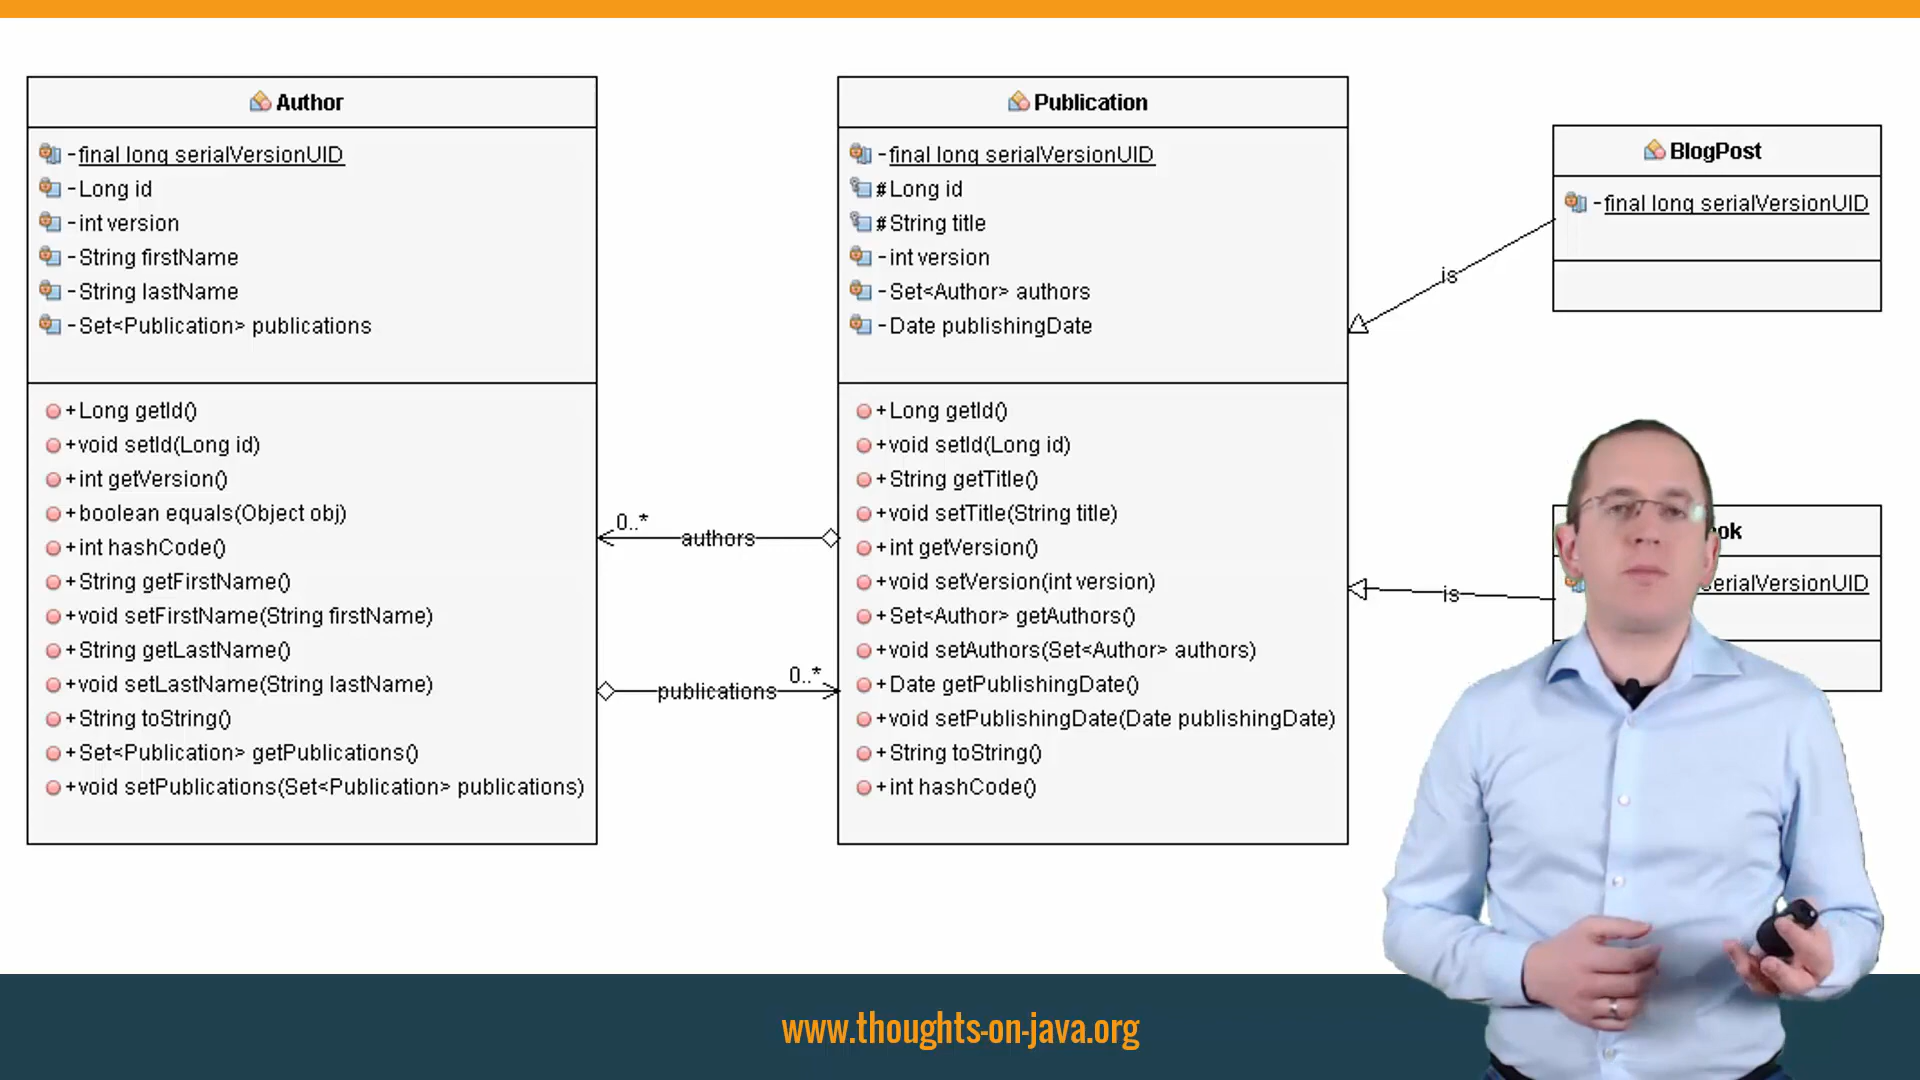 Author
-final long serialVersionUID
-Long id
-int version
-String firstName
-String lastName
-Set<Publication> publications
+Long getId()
+void setId(Long id)
+int getVersion()
+boolean equals(Object obj)
+int hashCode()
+String getFirstName()
+void setFirstName(String firstName)
+String getLastName()
+void setLastName(String lastName)
+String toString()
+Set<Publication> getPublications()
+void setPublications(Set<Publication> publications)
0..*
authors
0..*
publications
Publication
-final long serialVersionUID
#Long id
#String title
-int version
-Set<Author> authors
-Date publishingDate
+Long getId()
+void setId(Long id)
+String getTitle()
+void setTitle(String title)
+int getVersion()
+void setVersion(int version)
+Set<Author> getAuthors()
+void setAuthors(Set<Author> authors)
+Date getPublishingDate()
+void setPublishingDate(Date publishingDate)
+String toString()
+int hashCode()
is
is
BlogPost
-final long serialVersionUID
serialVersionUID
www.thoughts-on-java.org